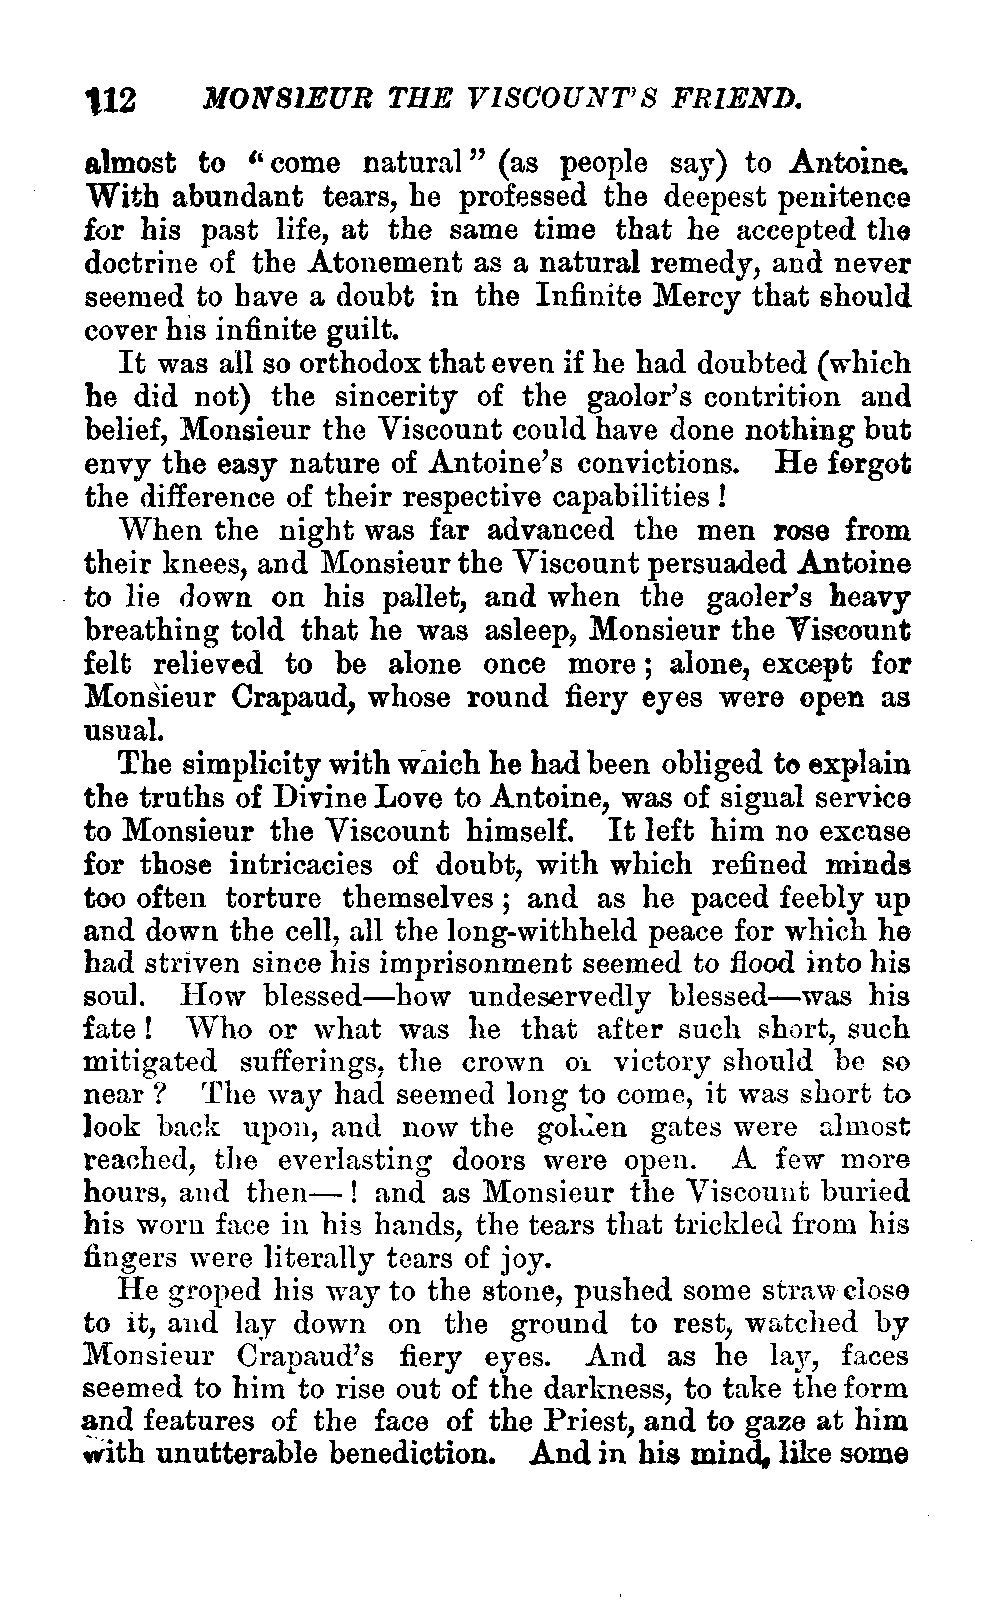 112 MONSIEUR THE VISCOUNT'S FRIEND.
almost to "come natural" (as people say) to Antoine.
With abundant tears, he professed the deepest penitence
for his past life, at the same time that he accepted the
doctrine of the Atonement as a natural remedy, and never
seemed to have a doubt in the Infinite Mercy that should
cover his infinite guilt.
It was all so orthodox that even if he had doubted (which
he did not) the sincerity of the gaoler's contrition and
belief, Monsieur the Viscount could have done nothing but
envy the easy nature of Antoine's convictions. He forgot
the difference of their respective capabilities!
When the night was far advanced the men rose from
their knees, and Monsieur the Viscount persuaded Antoine
to lie down on his pallet, and when the gaoler's heavy
breathing told that he was asleep, Monsieur the Viscount
felt relieved to be alone once more; alone, except for
Monsieur Crapaud, whose round fiery eyes were open as
usual.
The simplicity with which he had been obliged to explain
the truths of Divine Love to Antoine, was of signal service
to Monsieur the Viscount himself. It left him no excuse
for those intricacies of doubt, with which refined minds
too often torture themselves; and as he paced feebly up
and down the cell, all the long-withheld peace for which he
had striven since his imprisonment seemed to flood into his
soul. How blessed—how undeservedly blessed—was his
fate! Who or what was he that after such short, such
mitigated sufferings, the crown of victory should be so
near? The way had seemed long to come, it was short to
look back upon, and now the golden gates were almost
reached, the everlasting doors were open. A few more
hours, and then—! and as Monsieur the Viscount buried
his worn face in his hands, the tears that trickled from his
fingers were literally tears of joy.
He groped his way to the stone, pushed some straw close
to it, and lay down on the ground to rest, watched by
Monsieur Crapaud's fiery eyes. And as he lay, faces
seemed to him to rise out of the darkness, to take the form
and features of the face of the Priest, and to gaze at him
with unutterable benediction. And in his mind, like some